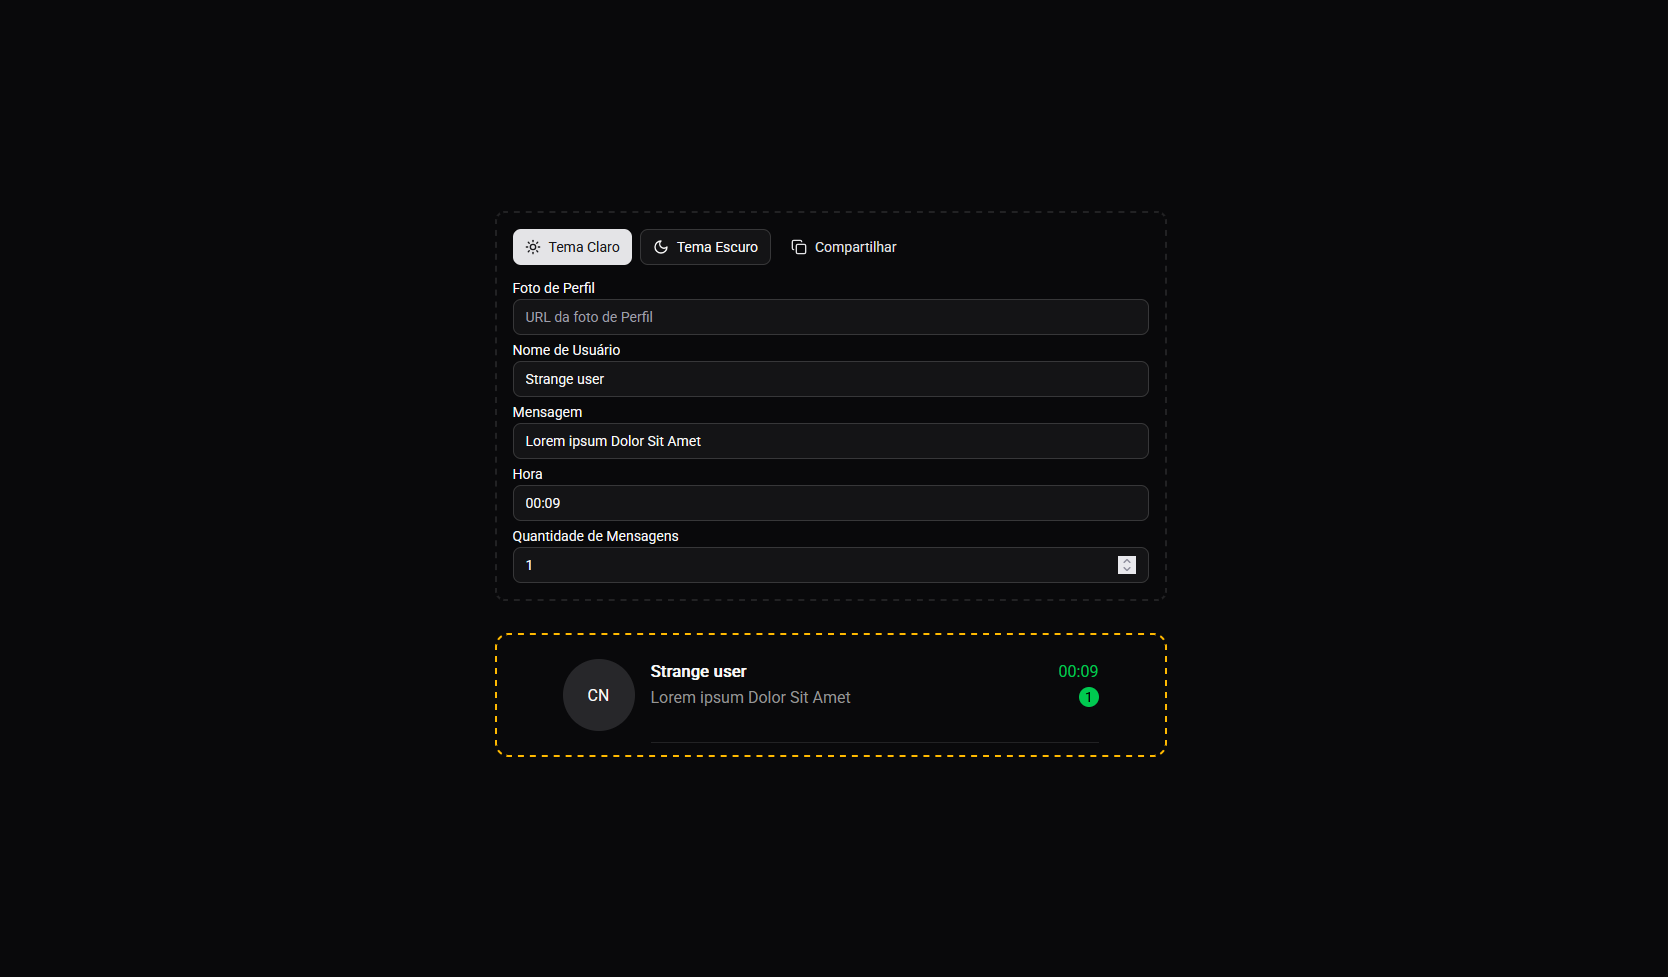 Tema Claro Tema Escuro Compartilhar
Foto de Perfil
URL da foto de Perfil
Nome de Usuário
Strange user
Mensagem
Lorem ipsum Dolor Sit Amet
Hora
00:09
Quantidade de Mensagens
1
CN
Strange user 00:09
Lorem ipsum Dolor Sit Amet 1